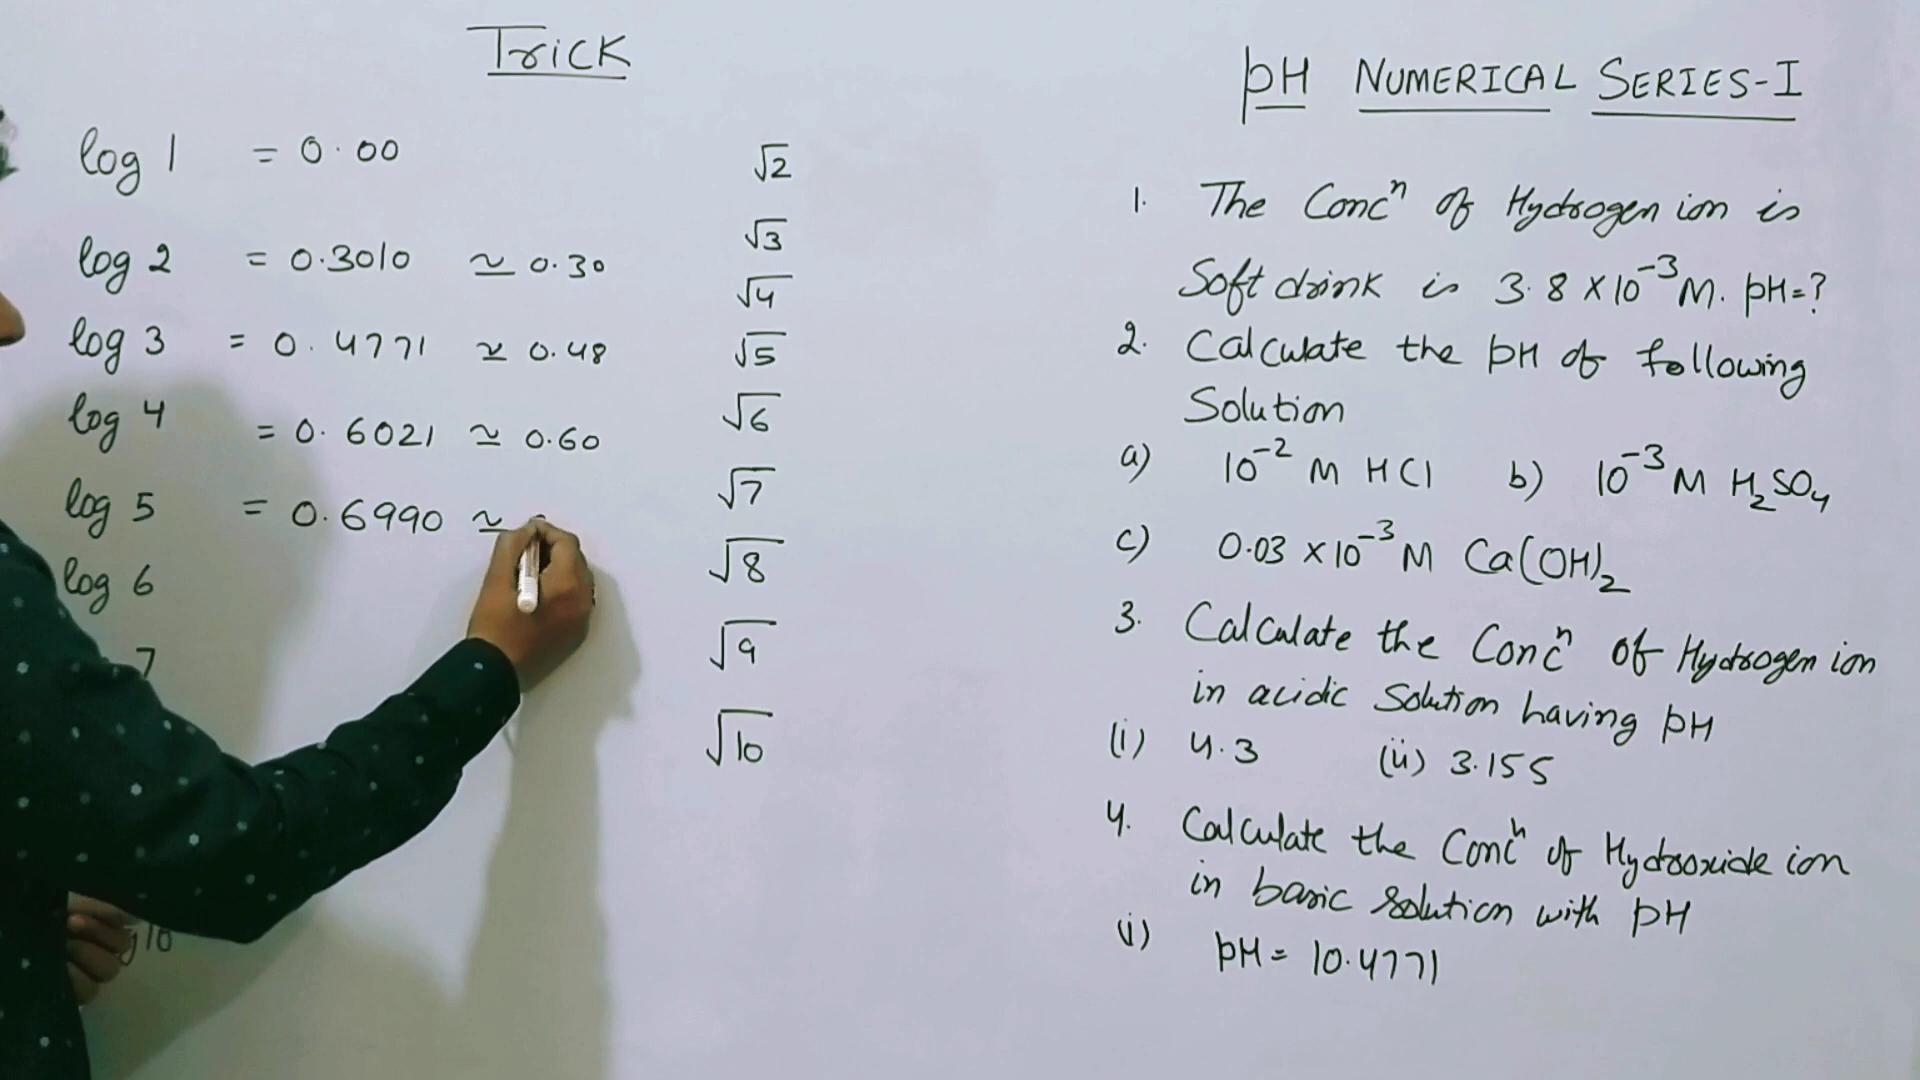 Trick
log 1 = 0.00
log 2 = 0.3010 ≃ 0.30
log 3 = 0.4771 ≃ 0.48
log 4 = 0.6021 ≃ 0.60
log 5 = 0.6990 ≃
log 6
7
10
√2
√3
√4
√5
√6
√7
√8
√9
√10
pH NUMERICAL SERIES-I
1. The Concⁿ of Hydrogen ion is
Soft drink is 3.8 × 10⁻³ M. pH=?
2. Calculate the pH of following
Solution
a) 10⁻² M HCl b) 10⁻³ M H₂SO₄
c) 0.03 × 10⁻³ M Ca(OH)₂
3. Calculate the Concⁿ of Hydrogen ion
in acidic Solution having pH
(i) 4.3 (ii) 3.155
4. Calculate the Concⁿ of Hydrooxide ion
in basic solution with pH
(i) pH = 10.4771